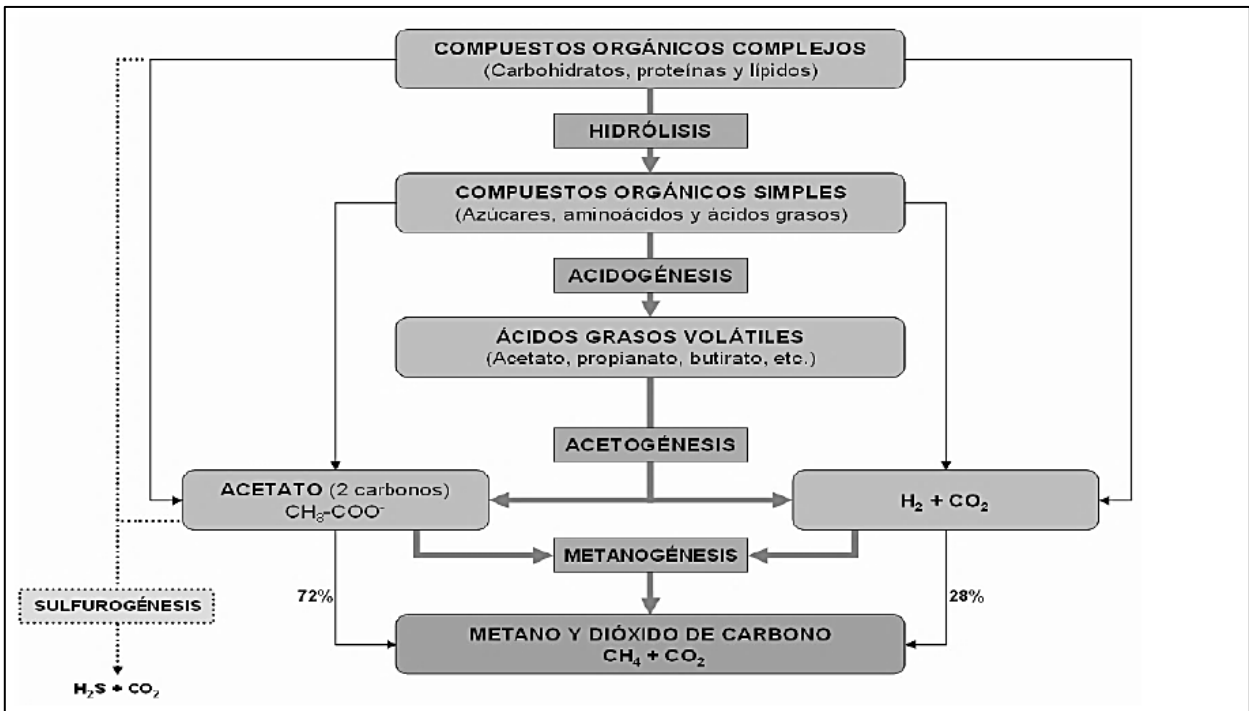 COMPUESTOS ORGÁNICOS COMPLEJOS
(Carbohidratos, proteínas y lípidos)
HIDRÓLISIS
COMPUESTOS ORGÁNICOS SIMPLES
(Azúcares, aminoácidos y ácidos grasos)
ACIDOGÉNESIS
ÁCIDOS GRASOS VOLÁTILES
(Acetato, propianato, butirato, etc.)
ACETOGÉNESIS
ACETATO (2 carbonos)
CH₃-COO⁻
H₂ + CO₂
METANOGÉNESIS
SULFUROGÉNESIS
72%
28%
METANO Y DIÓXIDO DE CARBONO
CH₄ + CO₂
H₂S + CO₂